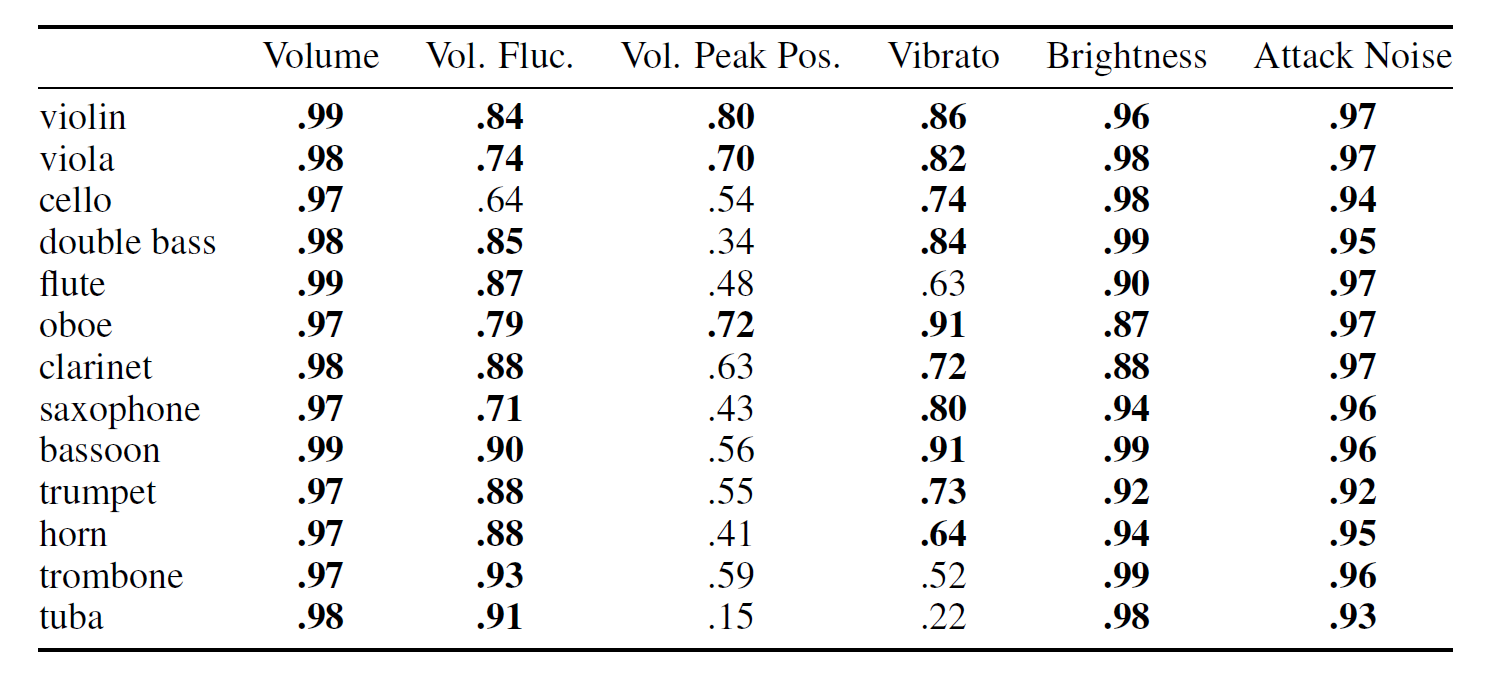 Volume Vol. Fluc. Vol. Peak Pos. Vibrato Brightness Attack Noise
violin .99 .84 .80 .86 .96 .97
viola .98 .74 .70 .82 .98 .97
cello .97 .64 .54 .74 .98 .94
double bass .98 .85 .34 .84 .99 .95
flute .99 .87 .48 .63 .90 .97
oboe .97 .79 .72 .91 .87 .97
clarinet .98 .88 .63 .72 .88 .97
saxophone .97 .71 .43 .80 .94 .96
bassoon .99 .90 .56 .91 .99 .96
trumpet .97 .88 .55 .73 .92 .92
horn .97 .88 .41 .64 .94 .95
trombone .97 .93 .59 .52 .99 .96
tuba .98 .91 .15 .22 .98 .93